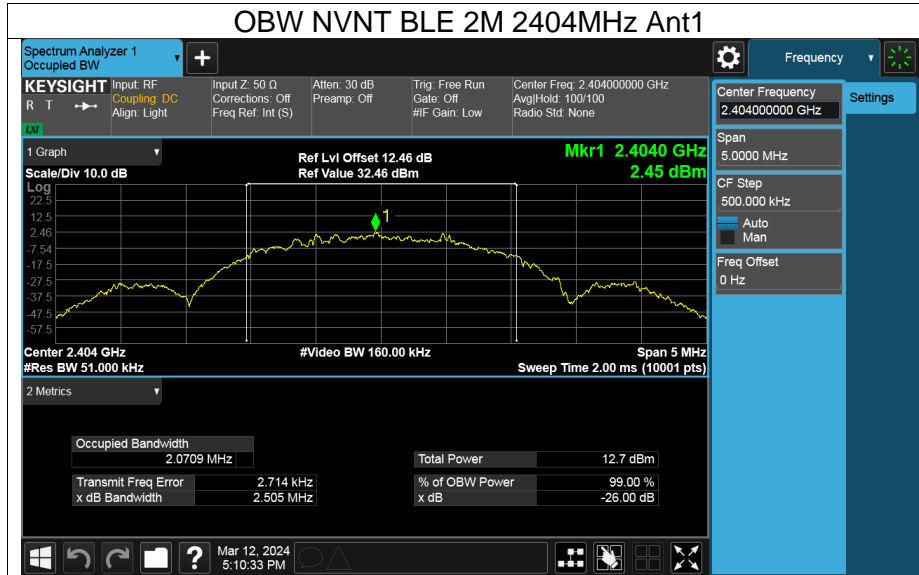 OBW NVNT BLE 2M 2404MHz Ant1
Spectrum Analyzer 1
Occupied BW
+
Frequency
KEYSIGHT
R T
LXI
Input: RF
Coupling: DC
Align: Light
Input Z: 50 Ω
Corrections: Off
Freq Ref: Int (S)
Atten: 30 dB
Preamp: Off
Trig: Free Run
Gate: Off
#IF Gain: Low
Center Freq: 2.404000000 GHz
Avg|Hold: 100/100
Radio Std: None
Center Frequency
2.404000000 GHz
Settings
Span
5.0000 MHz
CF Step
500.000 kHz
Auto
Man
Freq Offset
0 Hz
1 Graph
Scale/Div 10.0 dB
Ref Lvl Offset 12.46 dB
Ref Value 32.46 dBm
Mkr1 2.4040 GHz
2.45 dBm
Log
22.5
12.5
2.46
-7.54
-17.5
-27.5
-37.5
-47.5
-57.5
1
Center 2.404 GHz
#Res BW 51.000 kHz
#Video BW 160.00 kHz
Span 5 MHz
Sweep Time 2.00 ms (10001 pts)
2 Metrics
Occupied Bandwidth
2.0709 MHz
Transmit Freq Error 2.714 kHz
x dB Bandwidth 2.505 MHz
Total Power 12.7 dBm
% of OBW Power 99.00 %
x dB -26.00 dB
?
Mar 12, 2024
5:10:33 PM